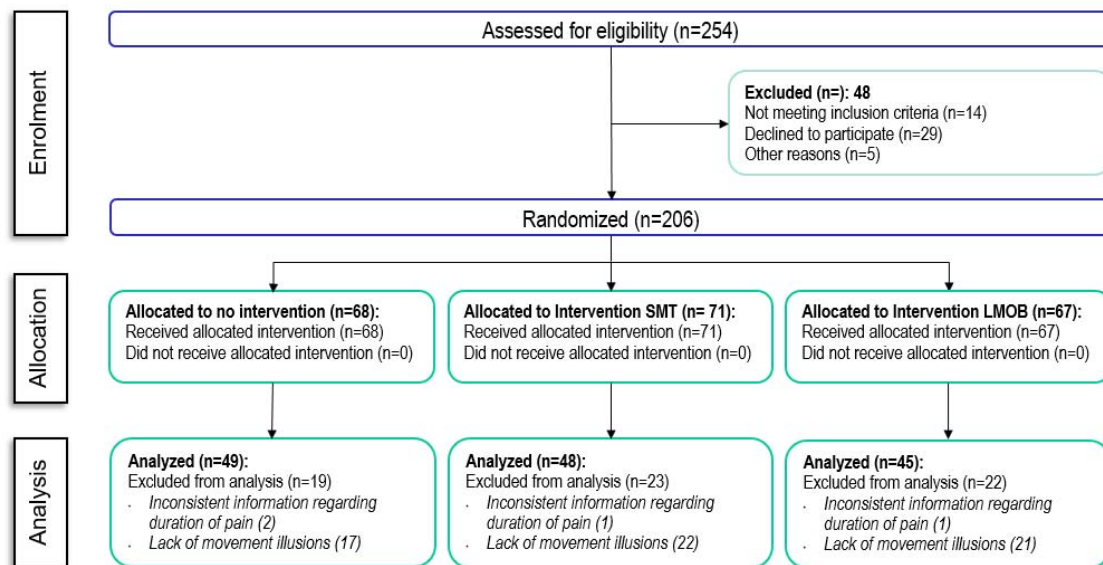 Enrolment
Assessed for eligibility (n=254)
Excluded (n=): 48
Not meeting inclusion criteria (n=14)
Declined to participate (n=29)
Other reasons (n=5)
Randomized (n=206)
Allocation
Allocated to no intervention (n=68):
Received allocated intervention (n=68)
Did not receive allocated intervention (n=0)
Allocated to Intervention SMT (n= 71):
Received allocated intervention (n=71)
Did not receive allocated intervention (n=0)
Allocated to Intervention LMOB (n=67):
Received allocated intervention (n=67)
Did not receive allocated intervention (n=0)
Analysis
Analyzed (n=49):
Excluded from analysis (n=19)
· Inconsistent information regarding
duration of pain (2)
· Lack of movement illusions (17)
Analyzed (n=48):
Excluded from analysis (n=23)
· Inconsistent information regarding
duration of pain (1)
· Lack of movement illusions (22)
Analyzed (n=45):
Excluded from analysis (n=22)
· Inconsistent information regarding
duration of pain (1)
· Lack of movement illusions (21)